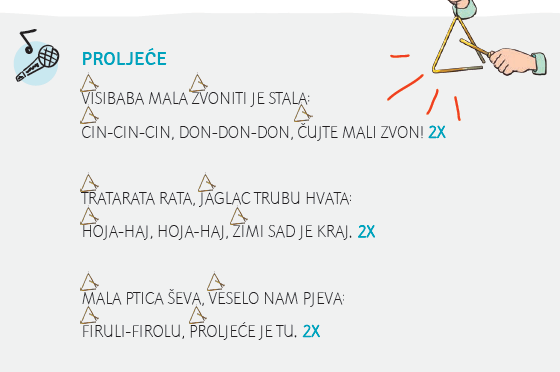 PROLJEĆE
VISIBABA MALA ZVONITI JE STALA:
CIN-CIN-CIN, DON-DON-DON, ČUJTE MALI ZVON! 2X
TRATARATA RATA, JAGLAC TRUBU HVATA:
HOJA-HAJ, HOJA-HAJ, ZIMI SAD JE KRAJ. 2X
MALA PTICA ŠEVA, VESELO NAM PJEVA:
FIRULI-FIROLU, PROLJEĆE JE TU. 2X